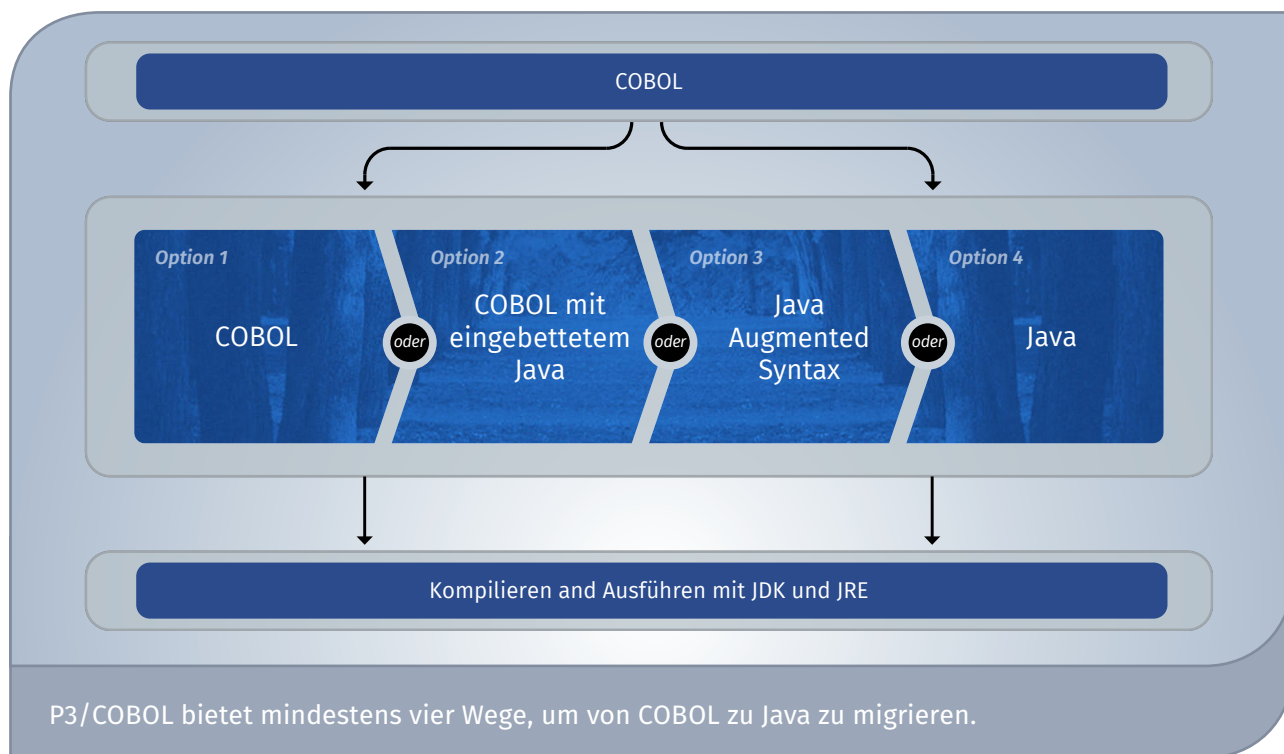 COBOL
Option 1
COBOL
oder
Option 2
COBOL mit
eingebettetem
Java
oder
Option 3
Java
Augmented
Syntax
oder
Option 4
Java
Kompilieren and Ausführen mit JDK und JRE
P3/COBOL bietet mindestens vier Wege, um von COBOL zu Java zu migrieren.